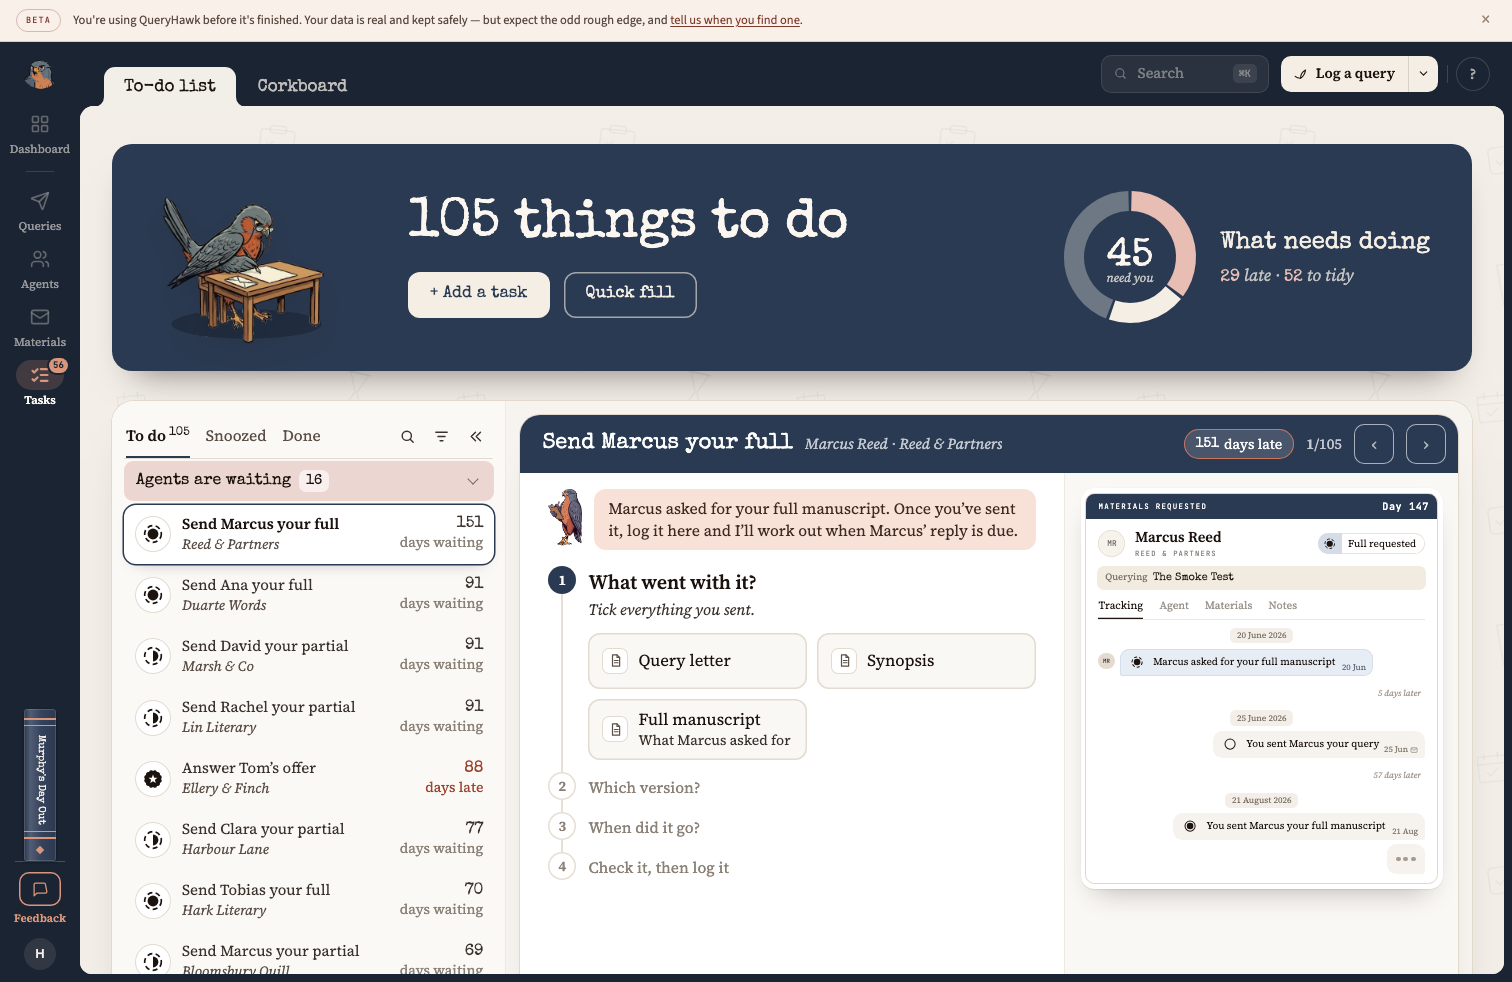 BETA
You're using QueryHawk before it's finished. Your data is real and kept safely — but expect the odd rough edge, and tell us when you find one.
×
To-do list
Corkboard
Search
⌘K
Log a query
?
Dashboard
Queries
Agents
Materials
56
Tasks
Murphy's Day Out
Feedback
H
105 things to do
+ Add a task
Quick fill
45
need you
What needs doing
29 late · 52 to tidy
To do 105
Snoozed
Done
Agents are waiting 16
Send Marcus your full
Reed & Partners
151
days waiting
Send Ana your full
Duarte Words
91
days waiting
Send David your partial
Marsh & Co
91
days waiting
Send Rachel your partial
Lin Literary
91
days waiting
Answer Tom's offer
Ellery & Finch
88
days late
Send Clara your partial
Harbour Lane
77
days waiting
Send Tobias your full
Hark Literary
70
days waiting
Send Marcus your partial
Bloomsbury Quill
69
days waiting
Send Marcus your full
Marcus Reed · Reed & Partners
151 days late
1/105
Marcus asked for your full manuscript. Once you've sent
it, log it here and I'll work out when Marcus' reply is due.
1
What went with it?
Tick everything you sent.
Query letter
Synopsis
Full manuscript
What Marcus asked for
2
Which version?
3
When did it go?
4
Check it, then log it
MATERIALS REQUESTED
Day 147
MR
Marcus Reed
REED & PARTNERS
Full requested
Querying The Smoke Test
Tracking
Agent
Materials
Notes
20 June 2026
MR
Marcus asked for your full manuscript
20 Jun
5 days later
25 June 2026
You sent Marcus your query
25 Jun
57 days later
21 August 2026
You sent Marcus your full manuscript
21 Aug